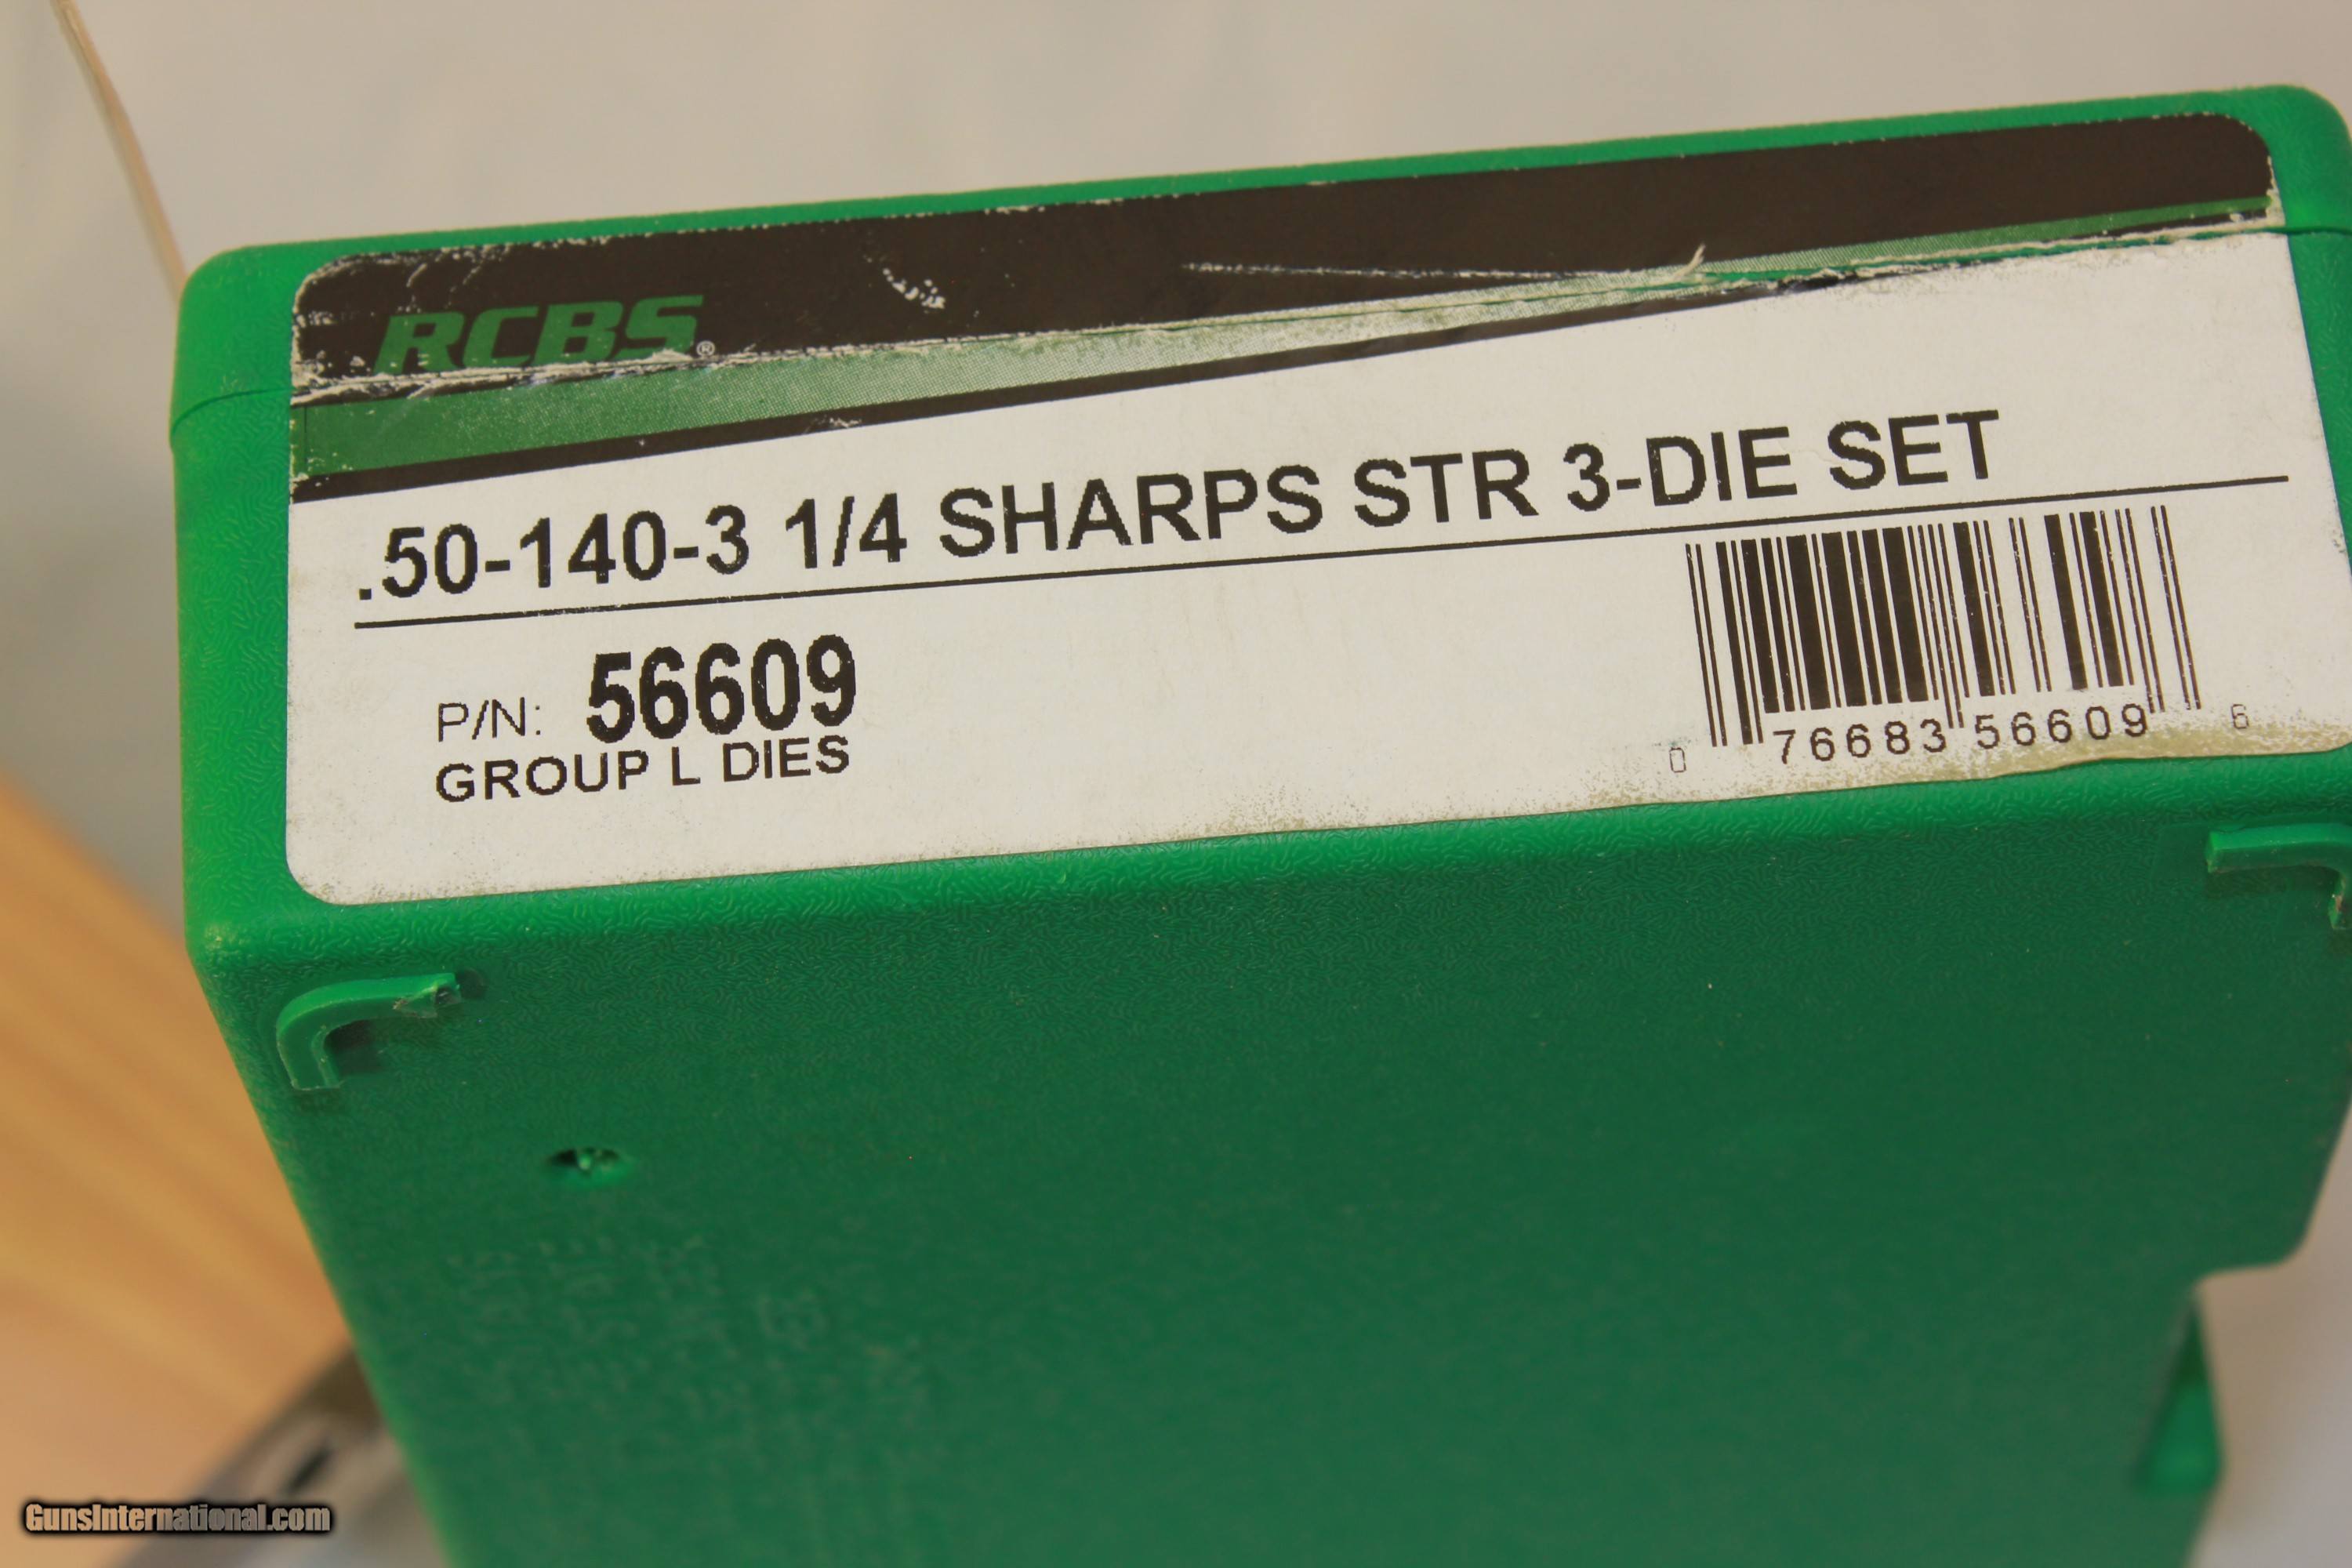 RCBS®
.50-140-3 1/4 SHARPS STR 3-DIE SET
P/N: 56609
GROUP L DIES
0 76683 56609 6
GunsInternational.com